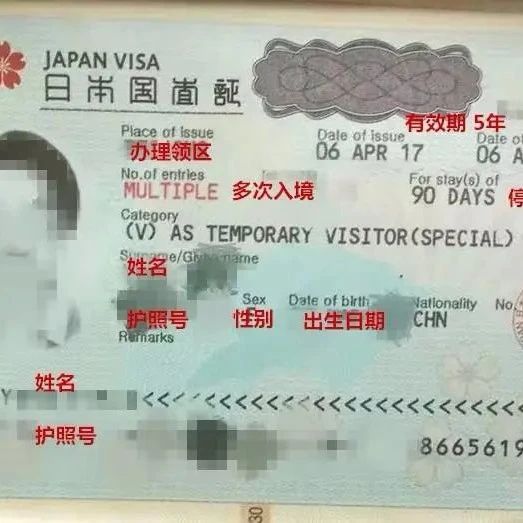 JAPAN VISA
日本国査証
Place of issue
办理领区
Date of issue
有效期 5年
06 APR 17
06 A
No.of entries
MULTIPLE 多次入境
For stay(s) of
90 DAYS 停
Category
(V) AS TEMPORARY VISITOR(SPECIAL)
Surname/Given name
姓名
Sex
Date of birth
Nationality
No.
护照号
性别
出生日期
CHN
Remarks
姓名
Y
<<<<<<<<<<<<<<<<<<<<<<<
护照号
8665619
30